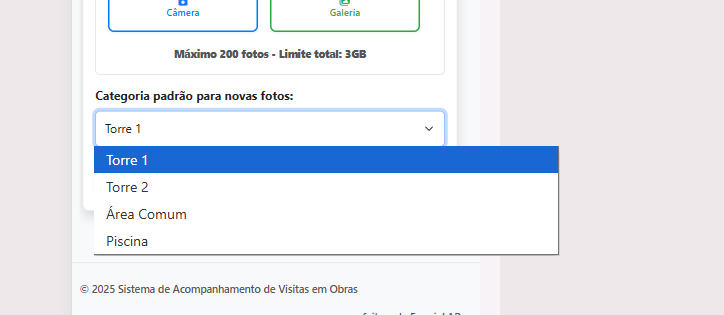 Câmera
Galeria
Máximo 200 fotos - Limite total: 3GB
Categoria padrão para novas fotos:
Torre 1
Torre 1
Torre 2
Área Comum
Piscina
© 2025 Sistema de Acompanhamento de Visitas em Obras